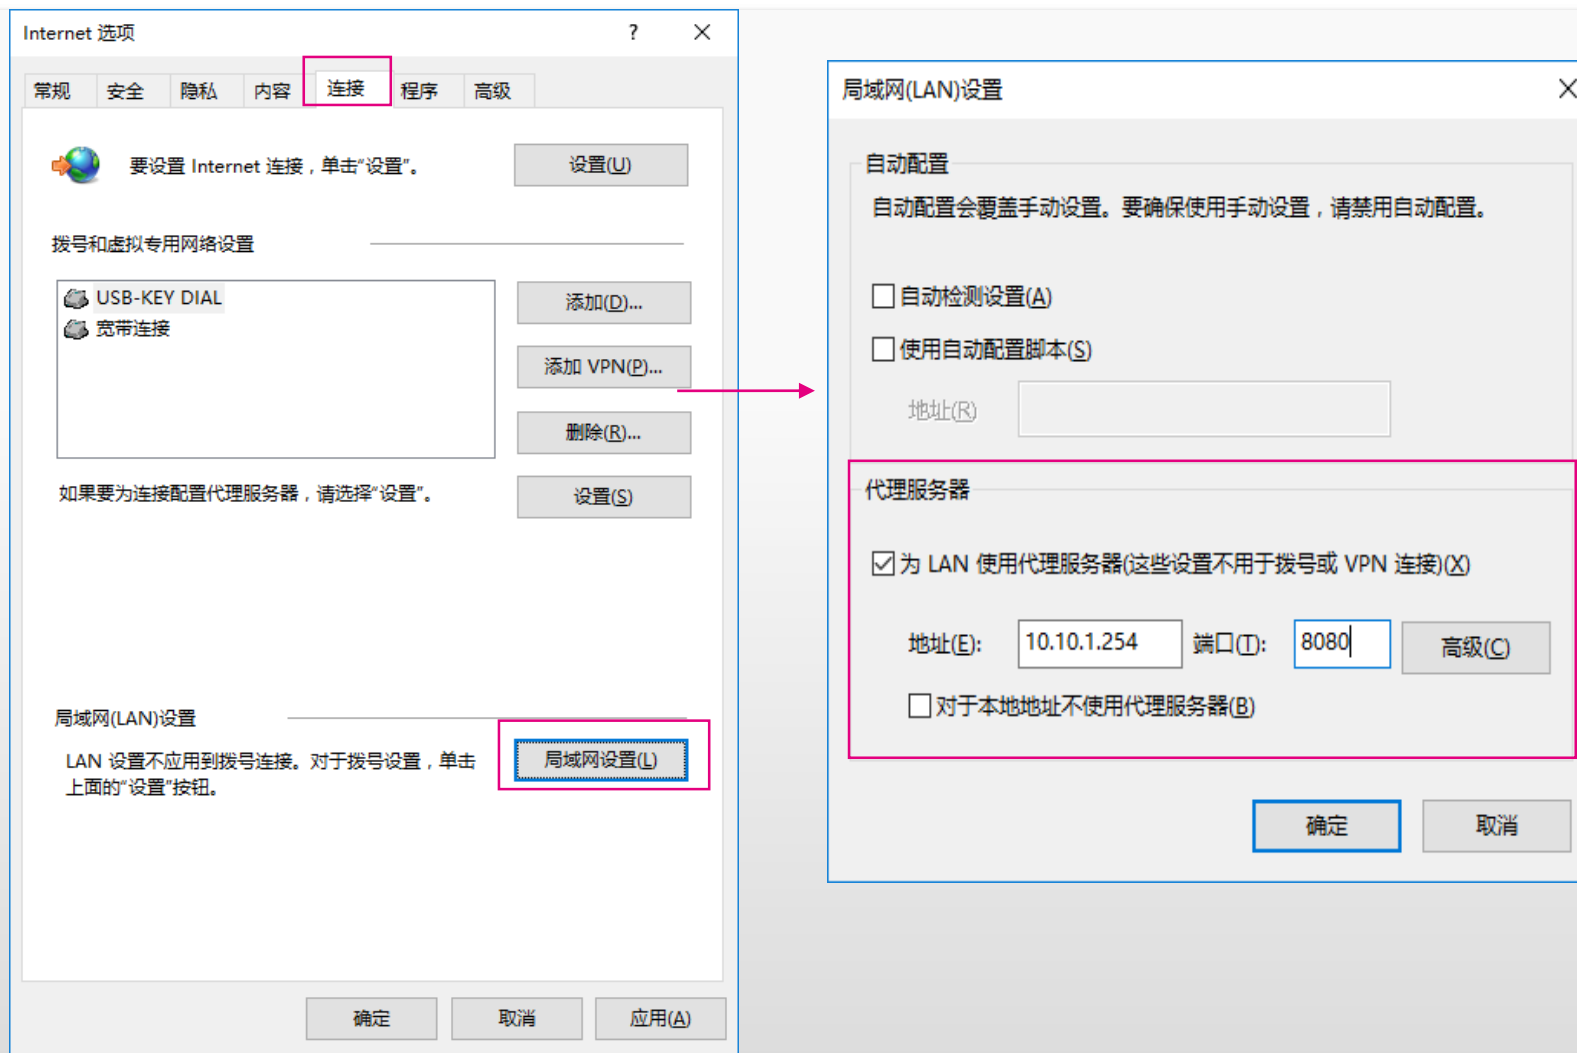 Internet 选项
常规 安全 隐私 内容 连接 程序 高级
要设置 Internet 连接，单击“设置”。
设置(U)
拨号和虚拟专用网络设置
USB-KEY DIAL
宽带连接
添加(D)...
添加 VPN(P)...
删除(R)...
如果要为连接配置代理服务器，请选择“设置”。
设置(S)
局域网(LAN)设置
LAN 设置不应用到拨号连接。对于拨号设置，单击
上面的“设置”按钮。
局域网设置(L)
确定 取消 应用(A)
局域网(LAN)设置
自动配置
自动配置会覆盖手动设置。要确保使用手动设置，请禁用自动配置。
自动检测设置(A)
使用自动配置脚本(S)
地址(R)
代理服务器
为 LAN 使用代理服务器(这些设置不用于拨号或 VPN 连接)(X)
地址(E): 10.10.1.254 端口(T): 8080 高级(C)
对于本地地址不使用代理服务器(B)
确定 取消